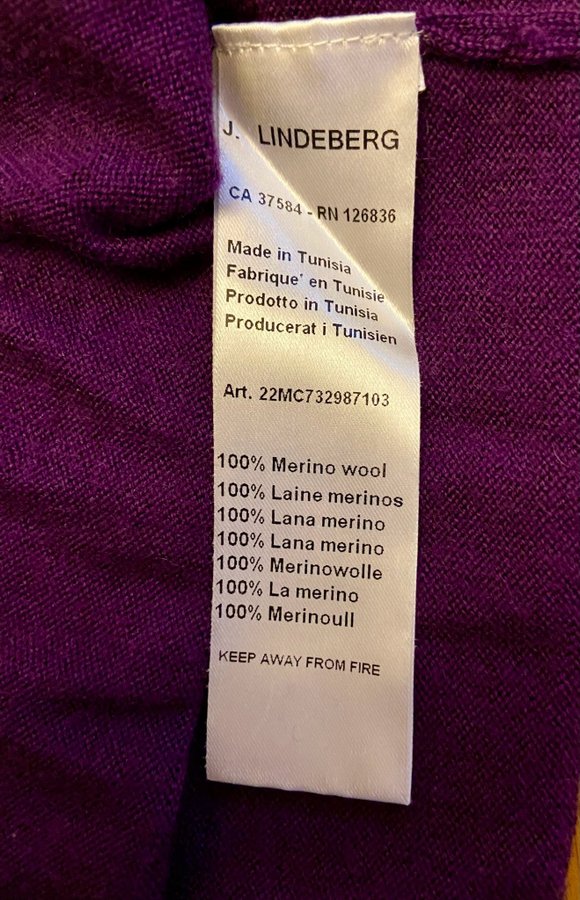 J. LINDEBERG
CA 37584 - RN 126836
Made in Tunisia
Fabrique' en Tunisie
Prodotto in Tunisia
Producerat i Tunisien
Art. 22MC732987103
100% Merino wool
100% Laine merinos
100% Lana merino
100% Lana merino
100% Merinowolle
100% La merino
100% Merinoull
KEEP AWAY FROM FIRE